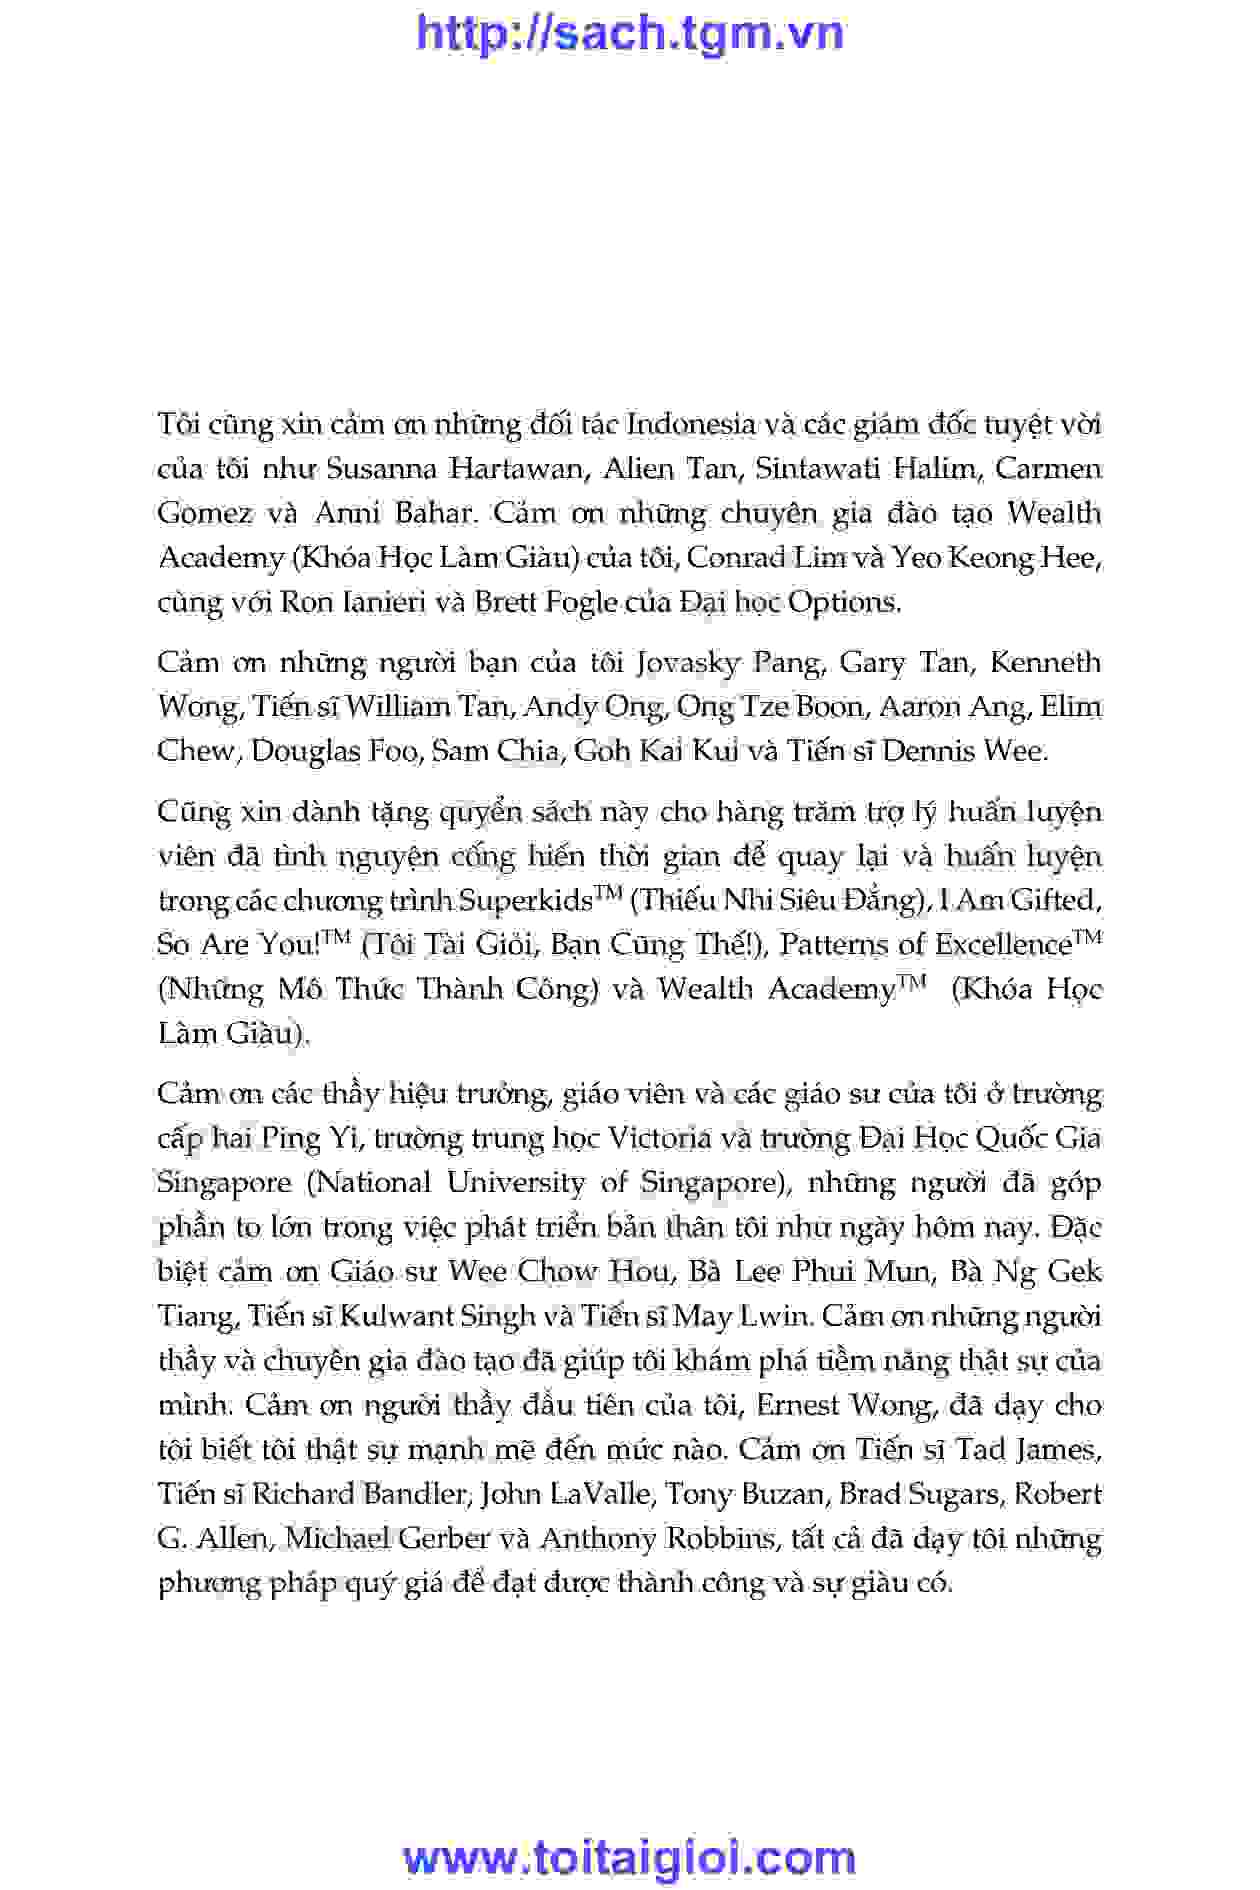 http://sach.tgm.vn
Tôi cũng xin cảm ơn những đối tác Indonesia và các giám đốc tuyệt vời
của tôi như Susanna Hartawan, Alien Tan, Sintawati Halim, Carmen
Gomez và Anni Bahar. Cảm ơn những chuyên gia đào tạo Wealth
Academy (Khóa Học Làm Giàu) của tôi, Conrad Lim và Yeo Keong Hee,
cùng với Ron Ianieri và Brett Fogle của Đại học Options.
Cảm ơn những người bạn của tôi Jovasky Pang, Gary Tan, Kenneth
Wong, Tiến sĩ William Tan, Andy Ong, Ong Tze Boon, Aaron Ang, Elim
Chew, Douglas Foo, Sam Chia, Goh Kai Kui và Tiến sĩ Dennis Wee.
Cũng xin dành tặng quyển sách này cho hàng trăm trợ lý huấn luyện
viên đã tình nguyện cống hiến thời gian để quay lại và huấn luyện
trong các chương trình Superkids™ (Thiếu Nhi Siêu Đẳng), I Am Gifted,
So Are You!™ (Tôi Tài Giỏi, Bạn Cũng Thế!), Patterns of Excellence™
(Những Mô Thức Thành Công) và Wealth Academy™ (Khóa Học
Làm Giàu).
Cảm ơn các thầy hiệu trưởng, giáo viên và các giáo sư của tôi ở trường
cấp hai Ping Yi, trường trung học Victoria và trường Đại Học Quốc Gia
Singapore (National University of Singapore), những người đã góp
phần to lớn trong việc phát triển bản thân tôi như ngày hôm nay. Đặc
biệt cảm ơn Giáo sư Wee Chow Hou, Bà Lee Phui Mun, Bà Ng Gek
Tiang, Tiến sĩ Kulwant Singh và Tiến sĩ May Lwin. Cảm ơn những người
thầy và chuyên gia đào tạo đã giúp tôi khám phá tiềm năng thật sự của
mình. Cảm ơn người thầy đầu tiên của tôi, Ernest Wong, đã dạy cho
tôi biết tôi thật sự mạnh mẽ đến mức nào. Cảm ơn Tiến sĩ Tad James,
Tiến sĩ Richard Bandler, John LaValle, Tony Buzan, Brad Sugars, Robert
G. Allen, Michael Gerber và Anthony Robbins, tất cả đã dạy tôi những
phương pháp quý giá để đạt được thành công và sự giàu có.
www.toitaigioi.com